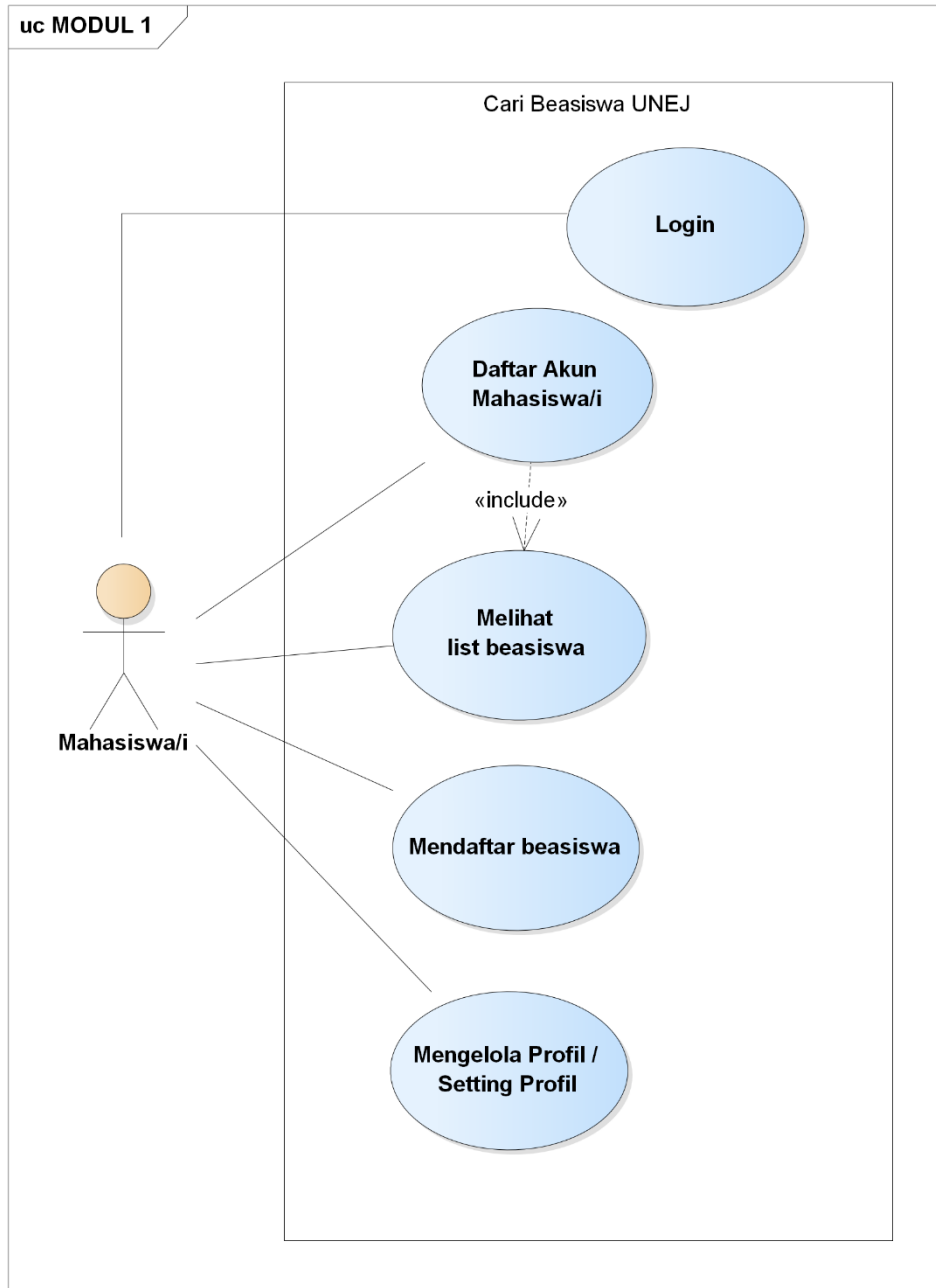 uc MODUL 1
Cari Beasiswa UNEJ
Login
Daftar Akun
Mahasiswa/i
«include»
Melihat
list beasiswa
Mahasiswa/i
Mendaftar beasiswa
Mengelola Profil /
Setting Profil